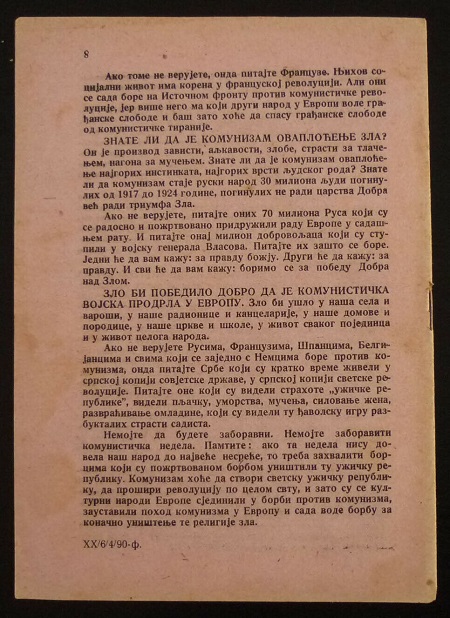 8
Ако томе не верујете, онда питајте Французе. Њихов со-
цијални живот има корена у француској револуцији. Али они
се сада боре на Источном фронту против комунистичке рево-
луције, јер више него ма који други народ у Европи воле гра-
ђанске слободе и баш зато хоће да спасу грађанске слободе
од комунистичке тираније.
ЗНАТЕ ЛИ ДА ЈЕ КОМУНИЗАМ ОВАПЛОЋЕЊЕ ЗЛА?
Он је производ зависти, аљкавости, злобе, страсти за тлаче-
њем, нагона за мучењем. Знате ли да је комунизам оваплоће-
ње најгорих инстинката, најгорих врсти људског рода? Знате
ли да комунизам стаје руски народ 30 милиона људи погину-
лих од 1917 до 1924 године, погинулих не ради царства Добра
већ ради триумфа Зла.
Ако не верујете, питајте оних 70 милиона Руса који су
се радосно и пожртвовано придружили раду Европе у садаш-
њем рату. И питајте онај милион добровољаца који су сту-
пили у војску генерала Власова. Питајте их зашто се боре.
Једни ће да вам кажу: за правду божју. Други ће да кажу: за
правду. И сви ће да вам кажу: боримо се за победу Добра
над Злом.
ЗЛО БИ ПОБЕДИЛО ДОБРО ДА ЈЕ КОМУНИСТИЧКА
ВОЈСКА ПРОДРЛА У ЕВРОПУ. Зло би ушло у наша села и
вароши, у наше радионице и канцеларије, у наше домове и
породице, у наше цркве и школе, у живот сваког појединца
и у живот целога народа.
Ако не верујете Русима, Французима, Шпанцима, Белги-
јанцима и свима који се заједно с Немцима боре против ко-
мунизма, онда питајте Србе који су кратко време живели у
српској копији совјетске државе, у српској копији светске ре-
волуције. Питајте оне који су видели страхоте „ужичке ре-
публике", видели пљачку, уморства, мучења, силовање жена,
развраћивање омладине, који су видели ту ђаволску игру раз-
букталих страсти садиста.
Немојте да будете заборавни. Немојте заборавити
комунистичка недела. Памтите: ако та недела нису до-
вела наш народ до највеће несреће, то треба захвалити бор-
цима који су пожртвованом борбом уништили ту ужичку ре-
публику. Комунизам хоће да створи светску ужичку републи-
ку, да прошири револуцију по целом свту, и зато су се кул-
турни народи Европе сјединили у борби против комунизма,
зауставили поход комунизма у Европу и сада воде борбу за
коначно уништење те религије зла.
XX/6/4/90-ф.